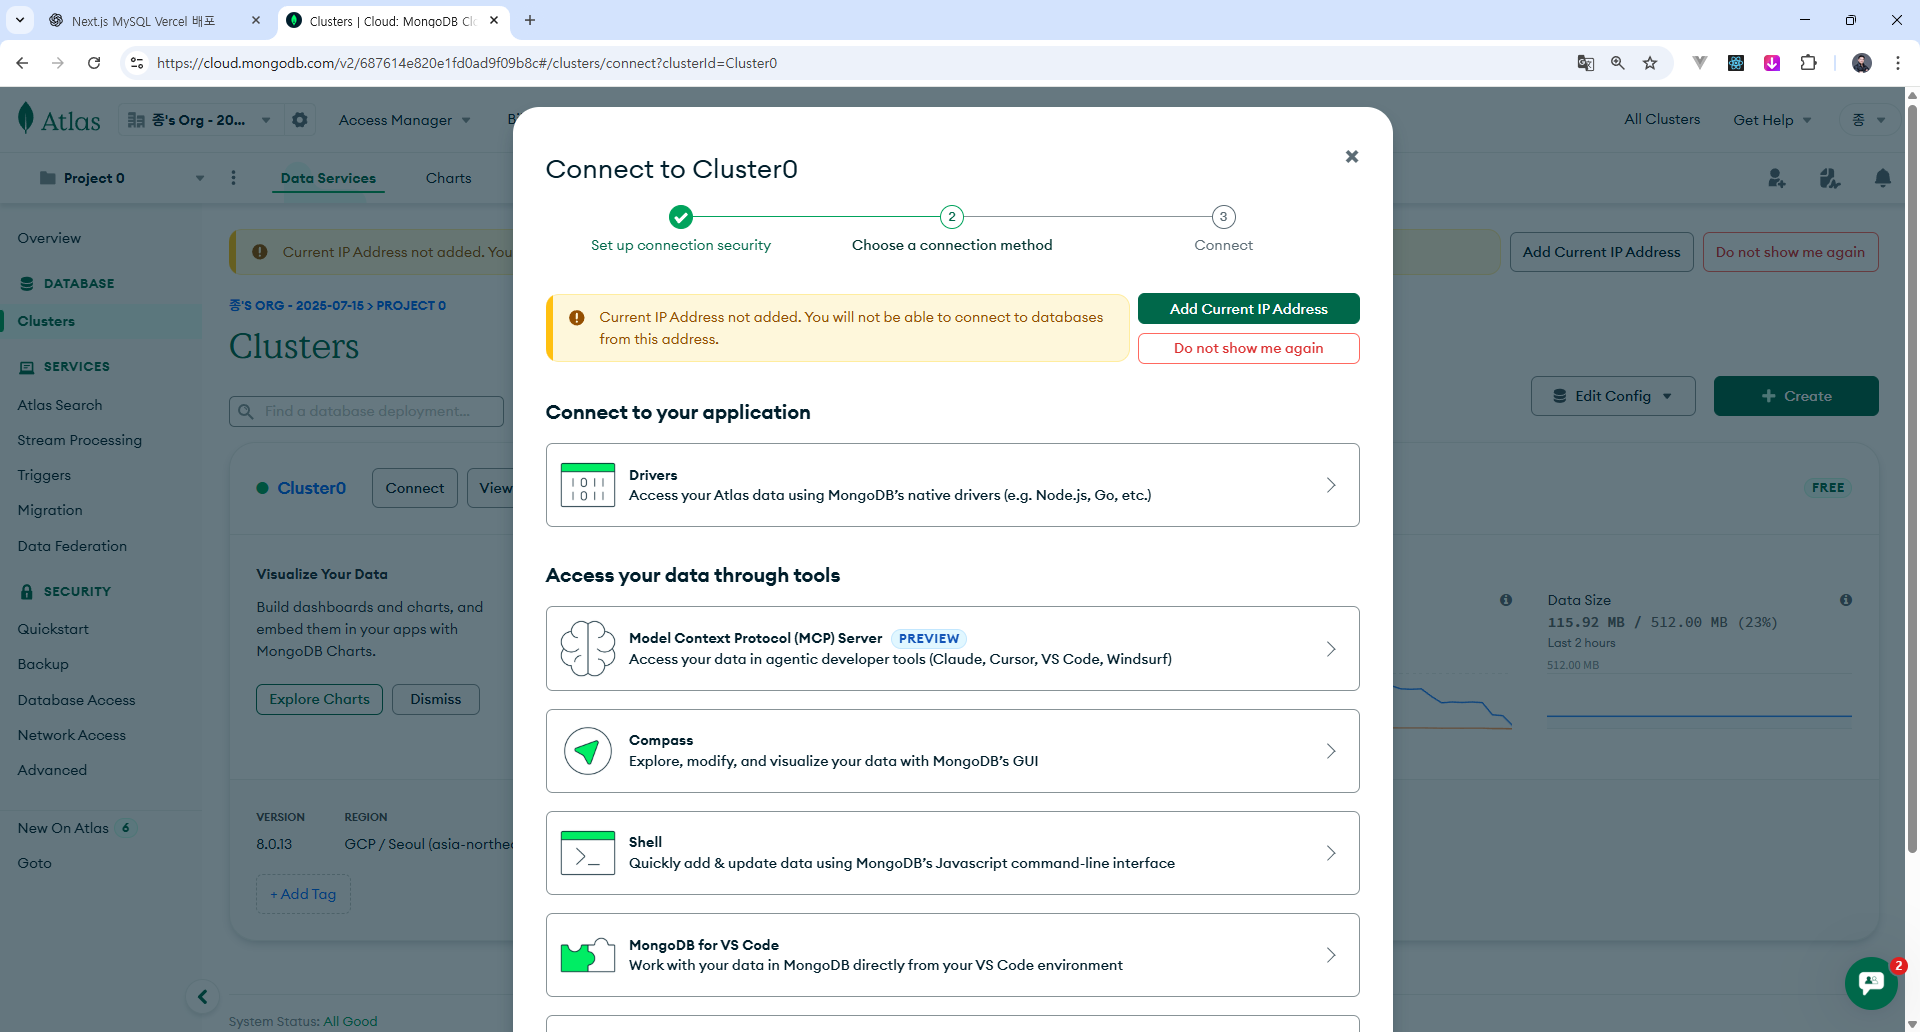 Next.js MySQL Vercel 배포
Clusters | Cloud: MongoDB Cl
https://cloud.mongodb.com/v2/687614e820e1fd0ad9f09b8c#/clusters/connect?clusterId=Cluster0
Atlas
종's Org - 20...
Access Manager
All Clusters
Get Help
종
Project 0
Data Services
Charts
Overview
DATABASE
Clusters
SERVICES
Atlas Search
Stream Processing
Triggers
Migration
Data Federation
SECURITY
Quickstart
Backup
Database Access
Network Access
Advanced
New On Atlas 6
Goto
Current IP Address not added. You
Add Current IP Address
Do not show me again
종'S ORG - 2025-07-15 > PROJECT 0
Clusters
Find a database deployment...
Edit Config
+ Create
Cluster0
Connect
View
FREE
Visualize Your Data
Build dashboards and charts, and
embed them in your apps with
MongoDB Charts.
Explore Charts
Dismiss
Data Size
115.92 MB / 512.00 MB (23%)
Last 2 hours
512.00 MB
VERSION
REGION
8.0.13
GCP / Seoul (asia-northe
+ Add Tag
System Status: All Good
Connect to Cluster0
2
3
Set up connection security
Choose a connection method
Connect
Current IP Address not added. You will not be able to connect to databases
from this address.
Add Current IP Address
Do not show me again
Connect to your application
Drivers
Access your Atlas data using MongoDB's native drivers (e.g. Node.js, Go, etc.)
Access your data through tools
Model Context Protocol (MCP) Server PREVIEW
Access your data in agentic developer tools (Claude, Cursor, VS Code, Windsurf)
Compass
Explore, modify, and visualize your data with MongoDB's GUI
Shell
Quickly add & update data using MongoDB's Javascript command-line interface
MongoDB for VS Code
Work with your data in MongoDB directly from your VS Code environment
2